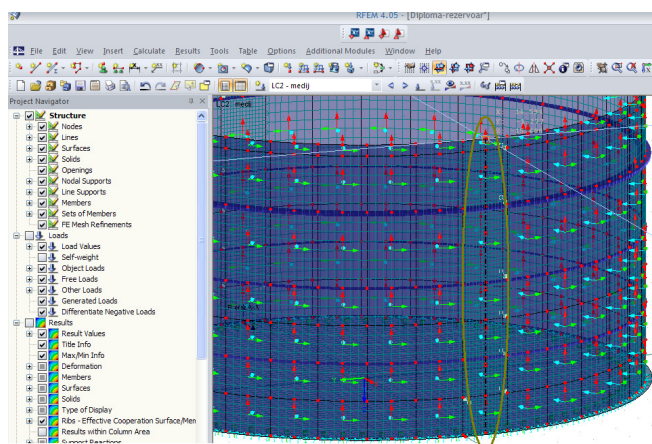 RFEM 4.05 - [Diploma-rezervoar"]
File Edit View Insert Calculate Results Tools Table Options Additional Modules Window Help
LC2 - medij
Project Navigator
LC2 medij
Structure
Nodes
Lines
Surfaces
Solids
Openings
Nodal Supports
Line Supports
Members
Sets of Members
FE Mesh Refinements
Loads
Load Values
Self-weight
Object Loads
Free Loads
Other Loads
Generated Loads
Differentiate Negative Loads
Results
Result Values
Title Info
Max/Min Info
Deformation
Members
Surfaces
Solids
Type of Display
Ribs - Effective Cooperation Surface/Men
Results within Column Area
Support Reactions